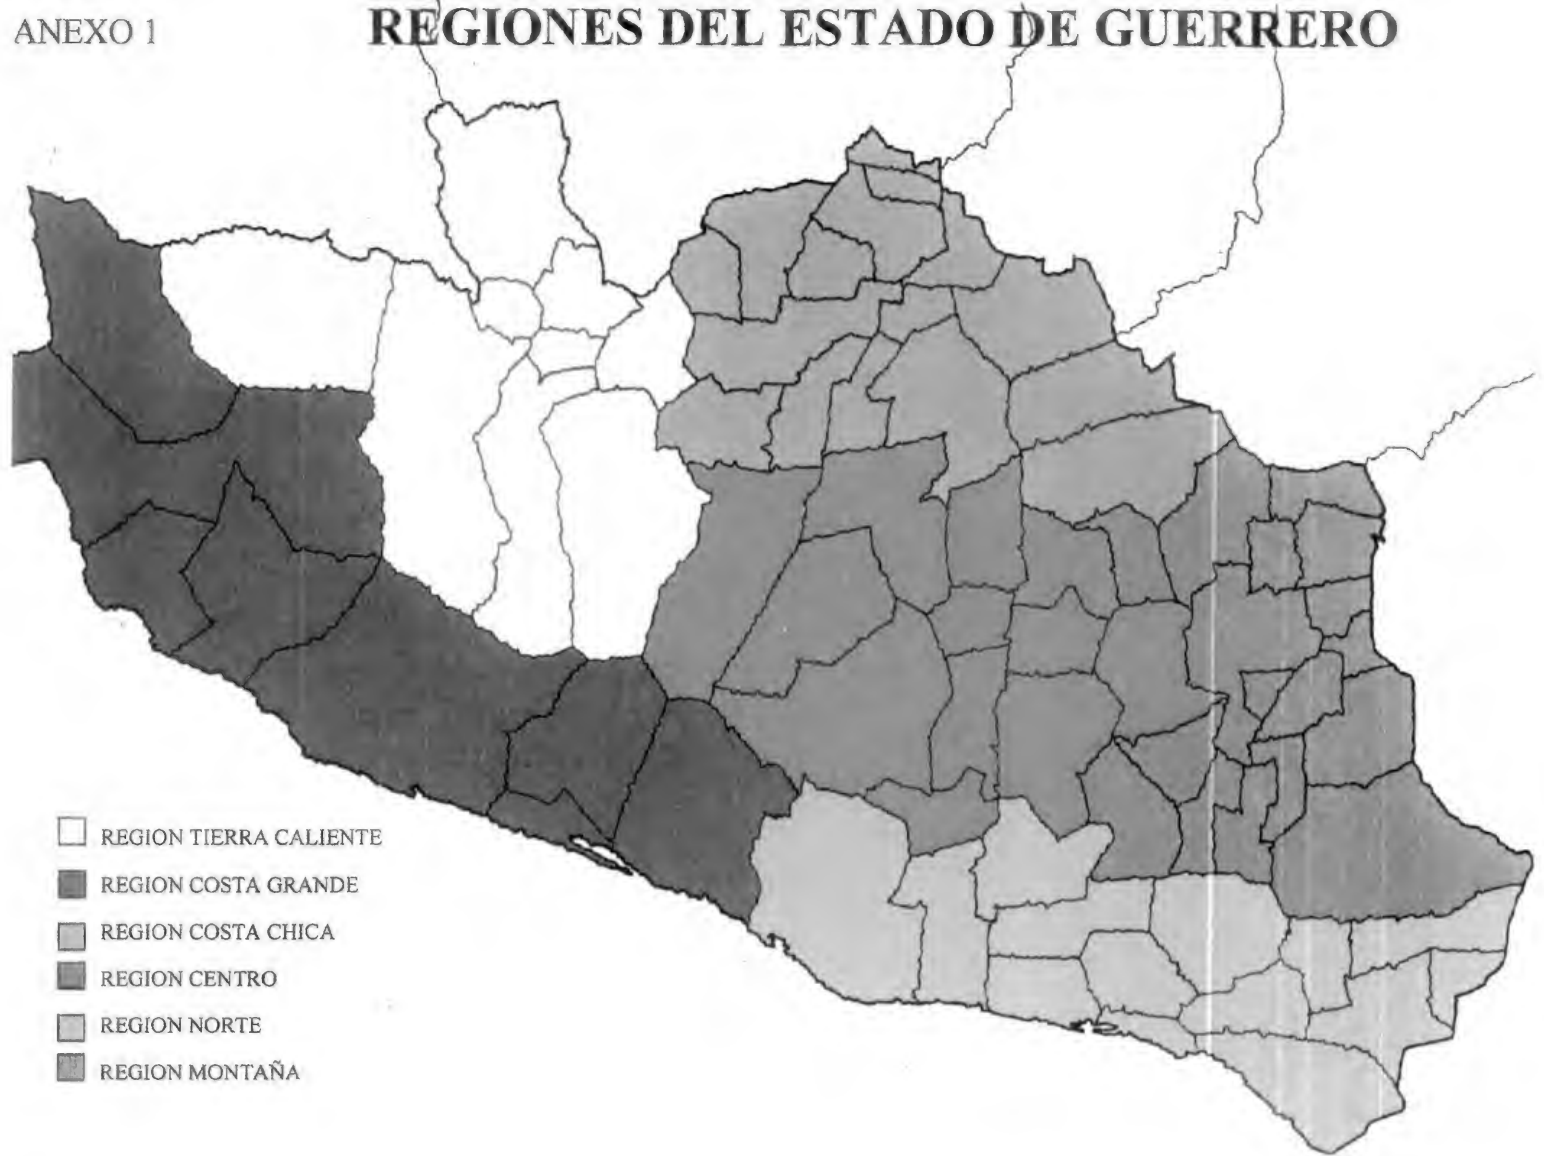 ANEXO 1
REGIONES DEL ESTADO DE GUERRERO
REGION TIERRA CALIENTE
REGION COSTA GRANDE
REGION COSTA CHICA
REGION CENTRO
REGION NORTE
REGION MONTAÑA